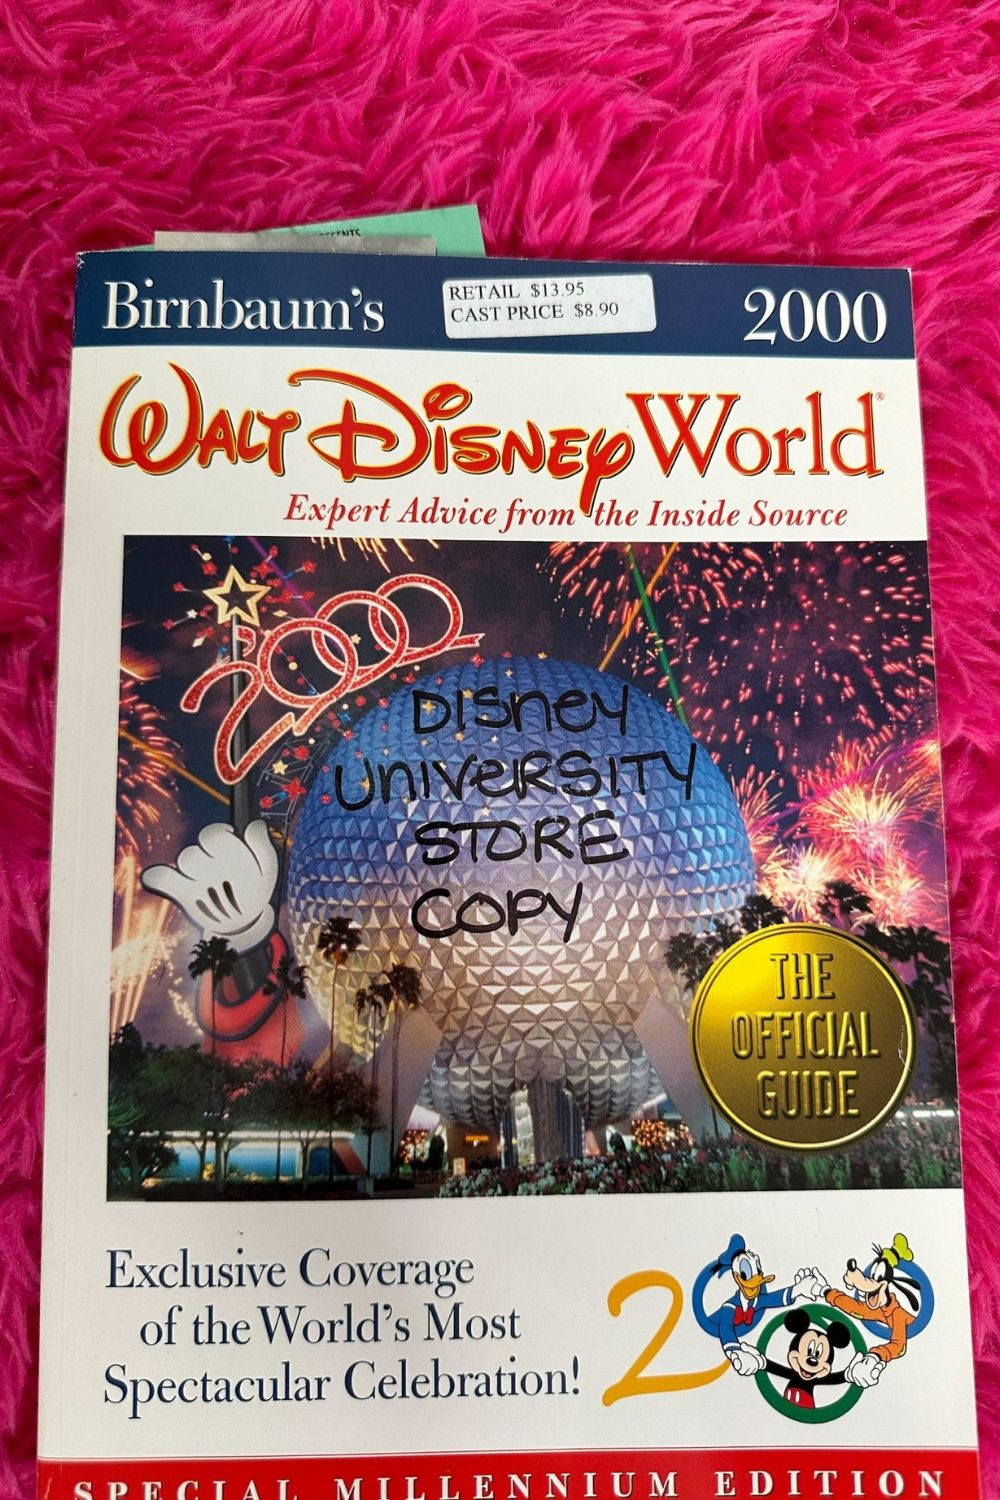 Birnbaum's
RETAIL $13.95
CAST PRICE $8.90
2000
WALT DISNEY World®
Expert Advice from the Inside Source
2000
DISNEY
UNIVERSITY
STORE
COPY
THE
OFFICIAL
GUIDE
Exclusive Coverage
of the World's Most
Spectacular Celebration!
2000
SPECIAL MILLENNIUM EDITION